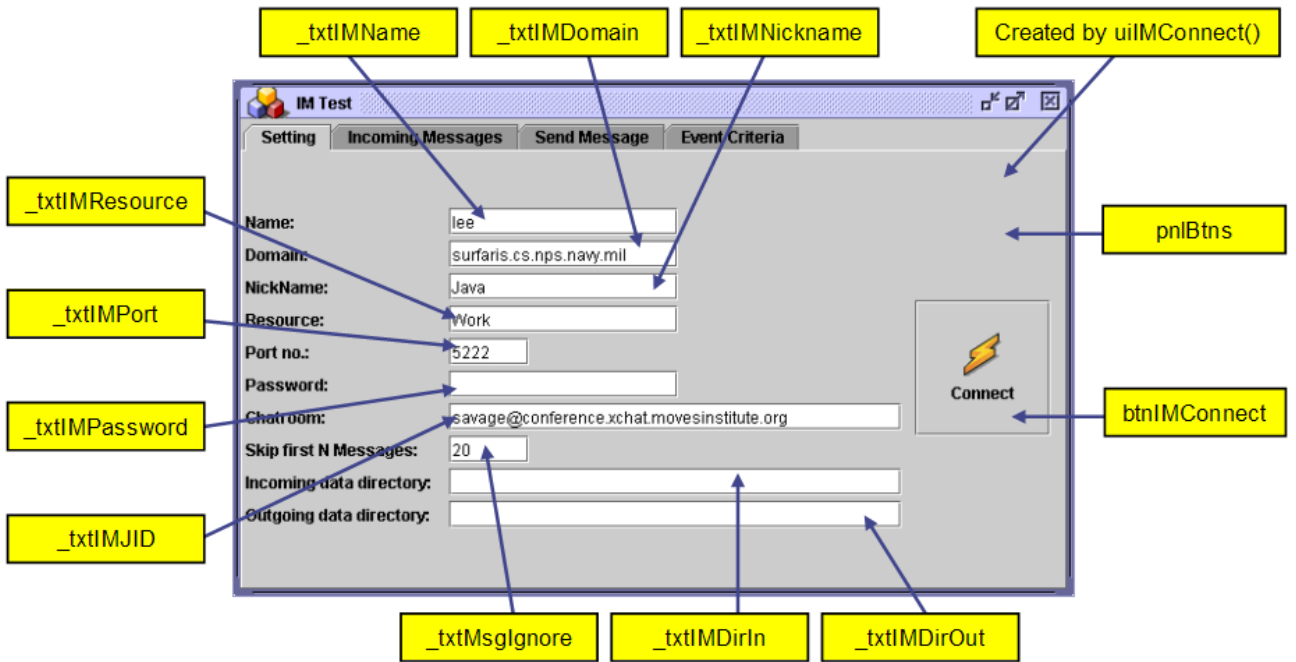 _txtIMName
_txtIMDomain
_txtIMNickname
Created by uiIMConnect()
IM Test
Setting
Incoming Messages
Send Message
Event Criteria
_txtIMResource
Name:
lee
pnlBtns
Domain:
surfaris.cs.nps.navy.mil
NickName:
Java
_txtIMPort
Resource:
Work
Port no.:
5222
Password:
Connect
_txtIMPassword
Chatroom:
savage@conference.xchat.movesinstitute.org
btnIMConnect
Skip first N Messages:
20
Incoming data directory:
Outgoing data directory:
_txtIMJID
_txtMsgIgnore
_txtIMDirIn
_txtIMDirOut